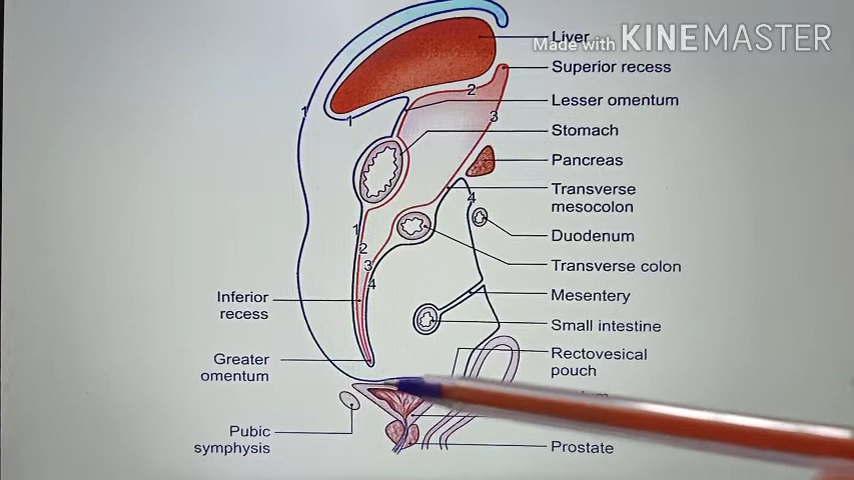 Made with KINEMASTER
Liver
Superior recess
Lesser omentum
Stomach
Pancreas
Transverse
mesocolon
Duodenum
Transverse colon
Mesentery
Small intestine
Rectovesical
pouch
Prostate
1
1
2
3
4
1
2
3
4
Inferior
recess
Greater
omentum
Pubic
symphysis